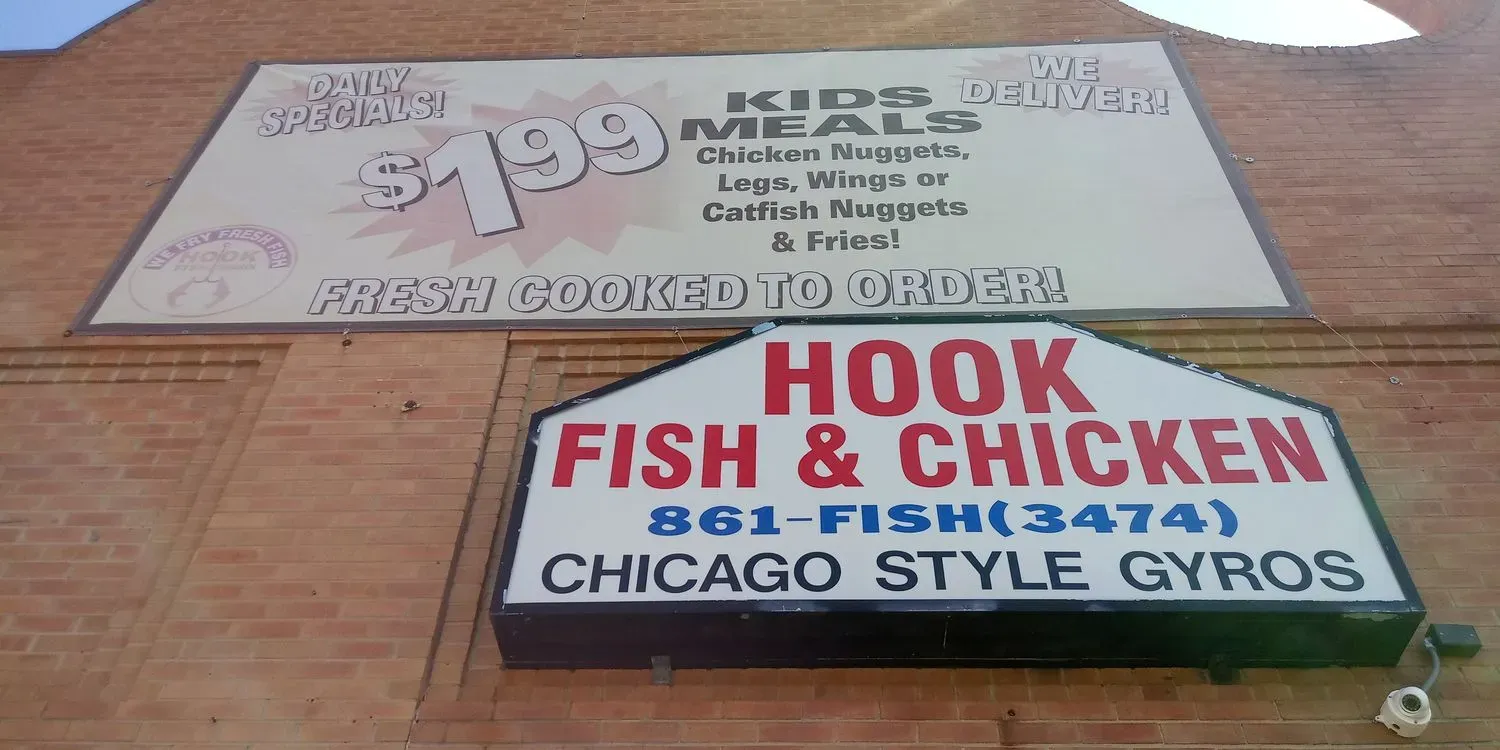 DAILY
SPECIALS!
$199
KIDS
MEALS
Chicken Nuggets,
Legs, Wings or
Catfish Nuggets
& Fries!
WE
DELIVER!
WE FRY FRESH FISH
HOOK
FRESH COOKED TO ORDER!
HOOK
FISH & CHICKEN
861-FISH(3474)
CHICAGO STYLE GYROS